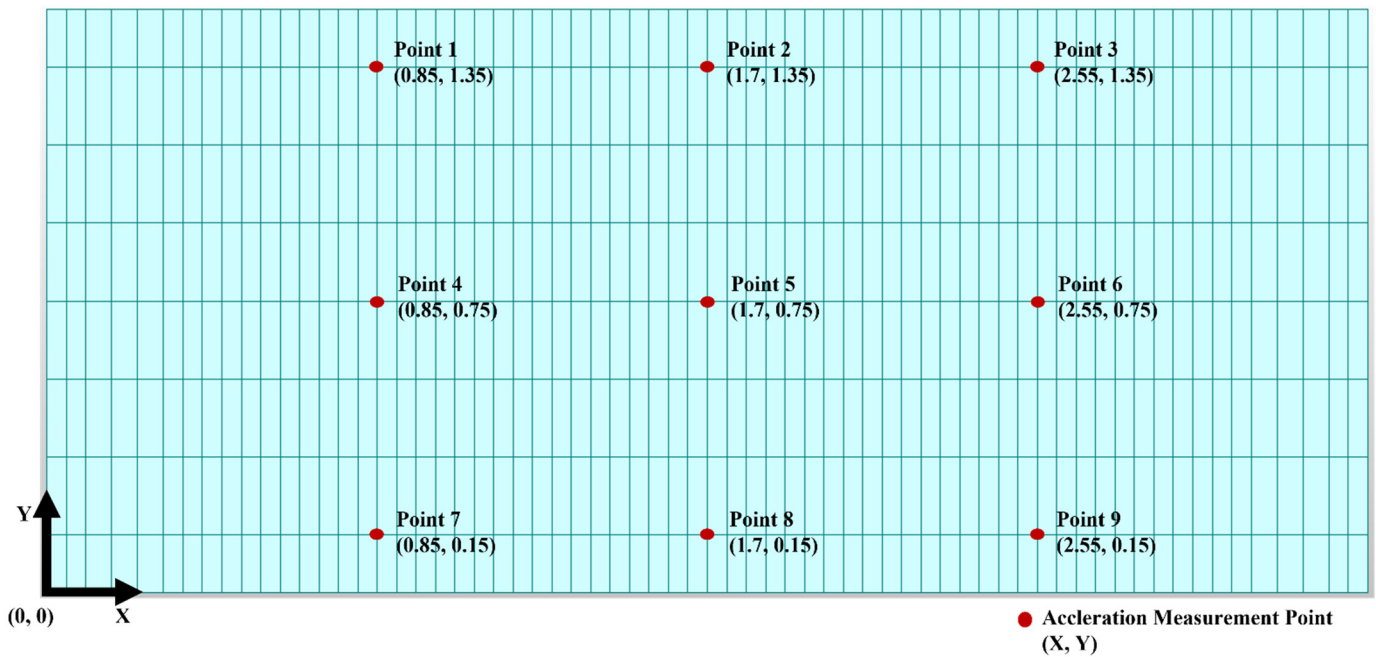 Point 1
(0.85, 1.35)
Point 2
(1.7, 1.35)
Point 3
(2.55, 1.35)
Point 4
(0.85, 0.75)
Point 5
(1.7, 0.75)
Point 6
(2.55, 0.75)
Point 7
(0.85, 0.15)
Point 8
(1.7, 0.15)
Point 9
(2.55, 0.15)
Y
(0, 0)
X
Accleration Measurement Point
(X, Y)